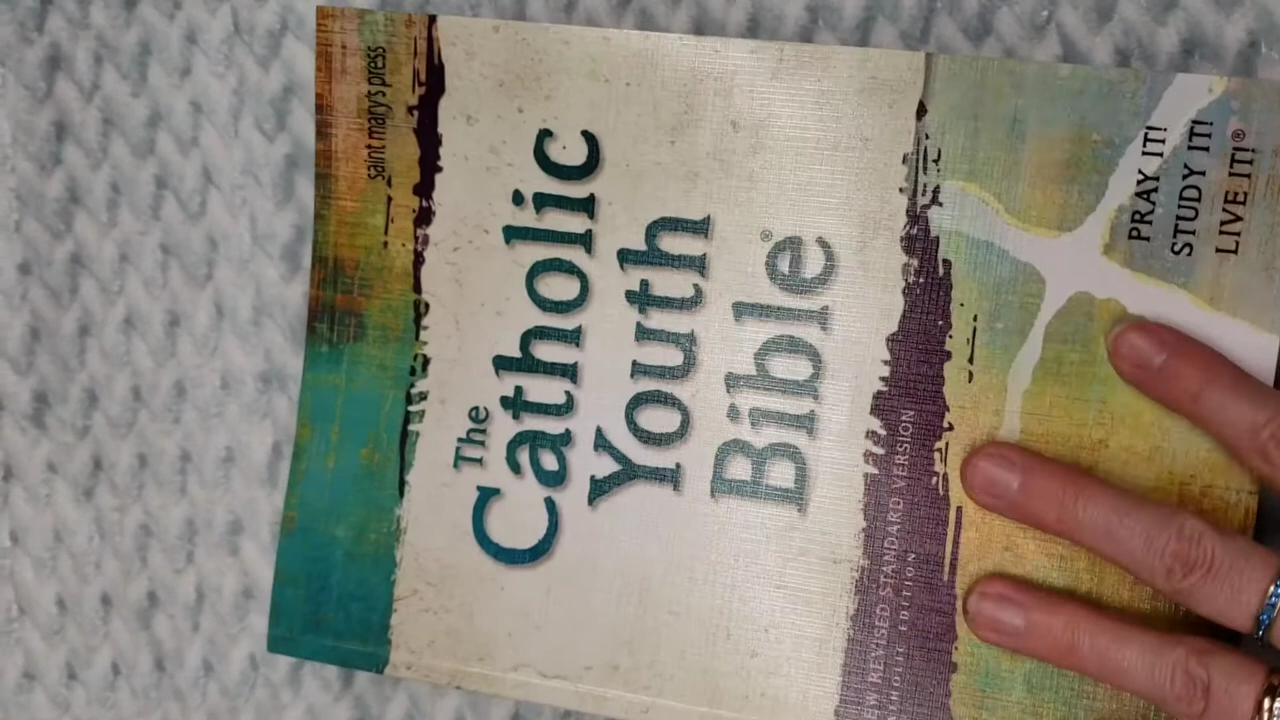 saint mary's press
The
Catholic
Youth
Bible®
NEW REVISED STANDARD VERSION
CATHOLIC EDITION
PRAY IT!
STUDY IT!
LIVE IT!®